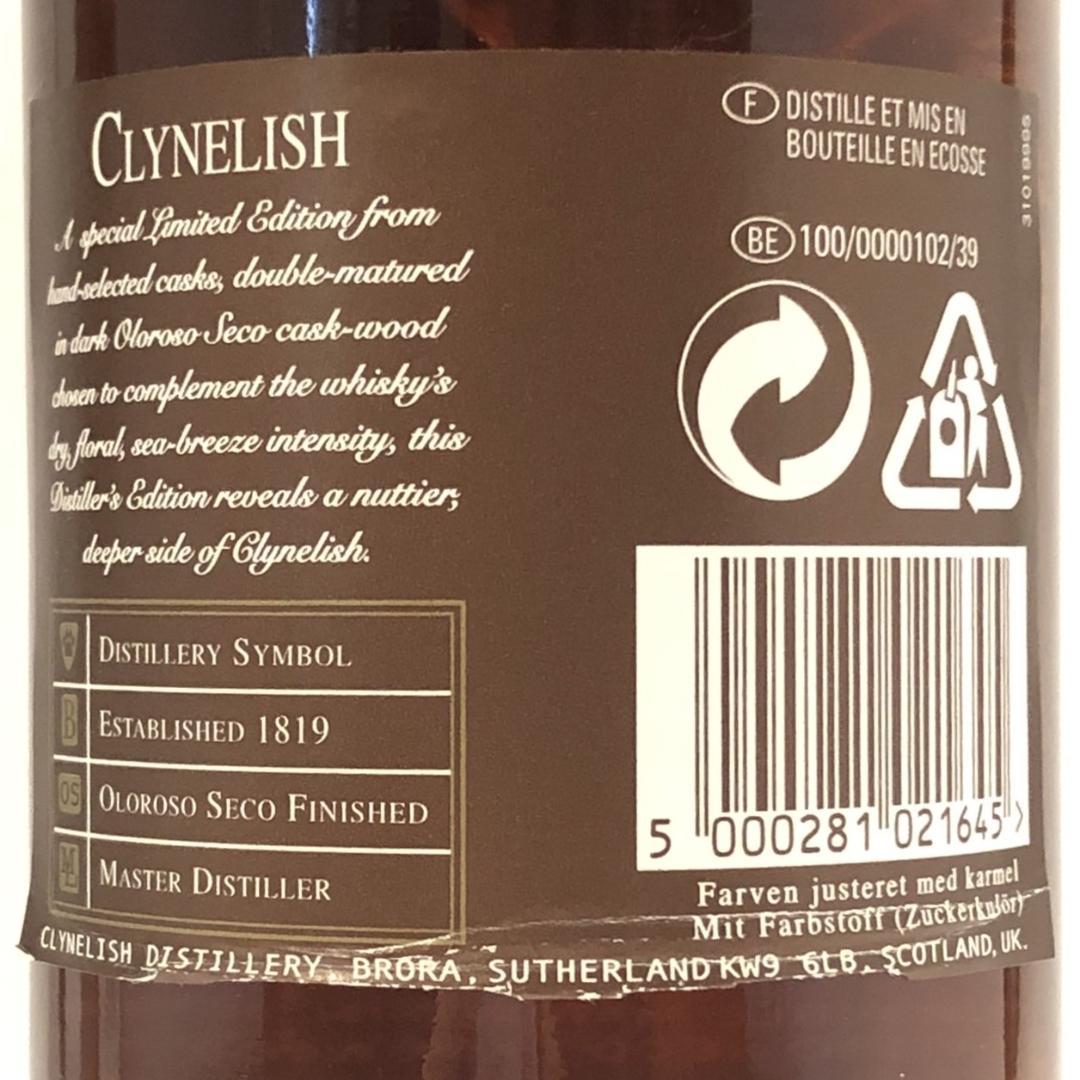 CLYNELISH
A special Limited Edition from
hand-selected casks, double-matured
in dark Oloroso Seco cask-wood
chosen to complement the whisky's
dry, floral, sea-breeze intensity, this
Distiller's Edition reveals a nuttier,
deeper side of Clynelish.
DISTILLERY SYMBOL
B ESTABLISHED 1819
OS OLOROSO SECO FINISHED
MASTER DISTILLER
F DISTILLE ET MIS EN
BOUTEILLE EN ECOSSE
31019995
BE 100/0000102/39
5 000281 021645 >
Farven justeret med karmel
Mit Farbstoff (Zuckerkulör)
CLYNELISH DISTILLERY, BRORA, SUTHERLAND KW9 6LB, SCOTLAND, UK.